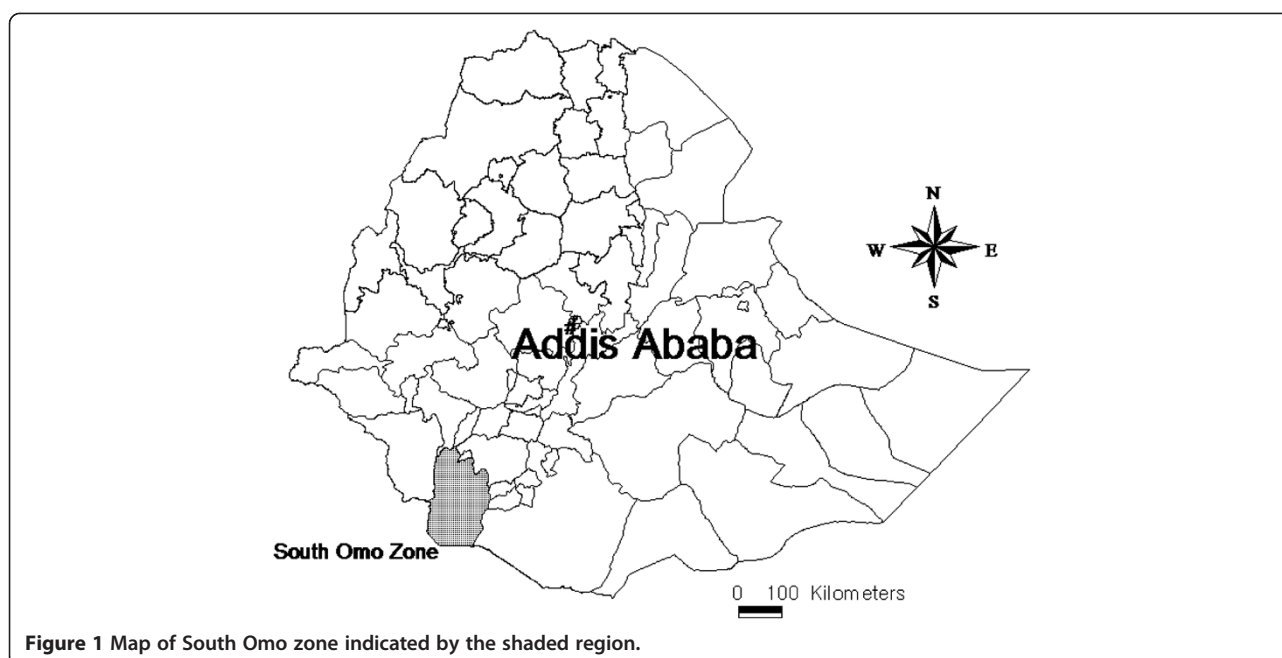 N
W E
S
#
Addis Ababa
South Omo Zone
0 100 Kilometers
Figure 1 Map of South Omo zone indicated by the shaded region.